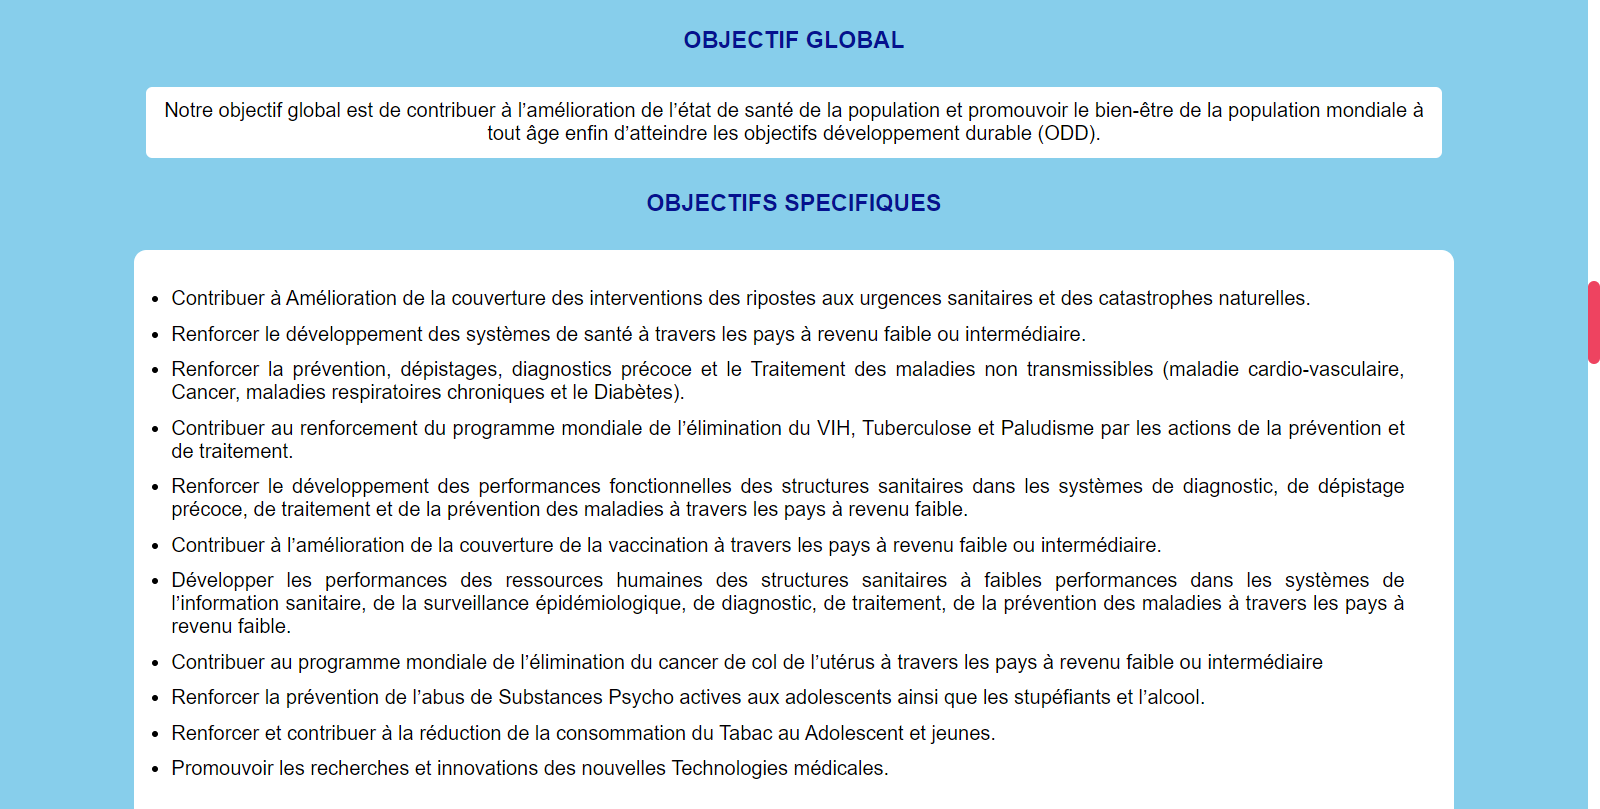 OBJECTIF GLOBAL
Notre objectif global est de contribuer à l’amélioration de l’état de santé de la population et promouvoir le bien-être de la population mondiale à
tout âge enfin d’atteindre les objectifs développement durable (ODD).
OBJECTIFS SPECIFIQUES
• Contribuer à Amélioration de la couverture des interventions des ripostes aux urgences sanitaires et des catastrophes naturelles.
• Renforcer le développement des systèmes de santé à travers les pays à revenu faible ou intermédiaire.
• Renforcer la prévention, dépistages, diagnostics précoce et le Traitement des maladies non transmissibles (maladie cardio-vasculaire,
Cancer, maladies respiratoires chroniques et le Diabètes).
• Contribuer au renforcement du programme mondiale de l’élimination du VIH, Tuberculose et Paludisme par les actions de la prévention et
de traitement.
• Renforcer le développement des performances fonctionnelles des structures sanitaires dans les systèmes de diagnostic, de dépistage
précoce, de traitement et de la prévention des maladies à travers les pays à revenu faible.
• Contribuer à l’amélioration de la couverture de la vaccination à travers les pays à revenu faible ou intermédiaire.
• Développer les performances des ressources humaines des structures sanitaires à faibles performances dans les systèmes de
l’information sanitaire, de la surveillance épidémiologique, de diagnostic, de traitement, de la prévention des maladies à travers les pays à
revenu faible.
• Contribuer au programme mondiale de l’élimination du cancer de col de l’utérus à travers les pays à revenu faible ou intermédiaire
• Renforcer la prévention de l’abus de Substances Psycho actives aux adolescents ainsi que les stupéfiants et l’alcool.
• Renforcer et contribuer à la réduction de la consommation du Tabac au Adolescent et jeunes.
• Promouvoir les recherches et innovations des nouvelles Technologies médicales.